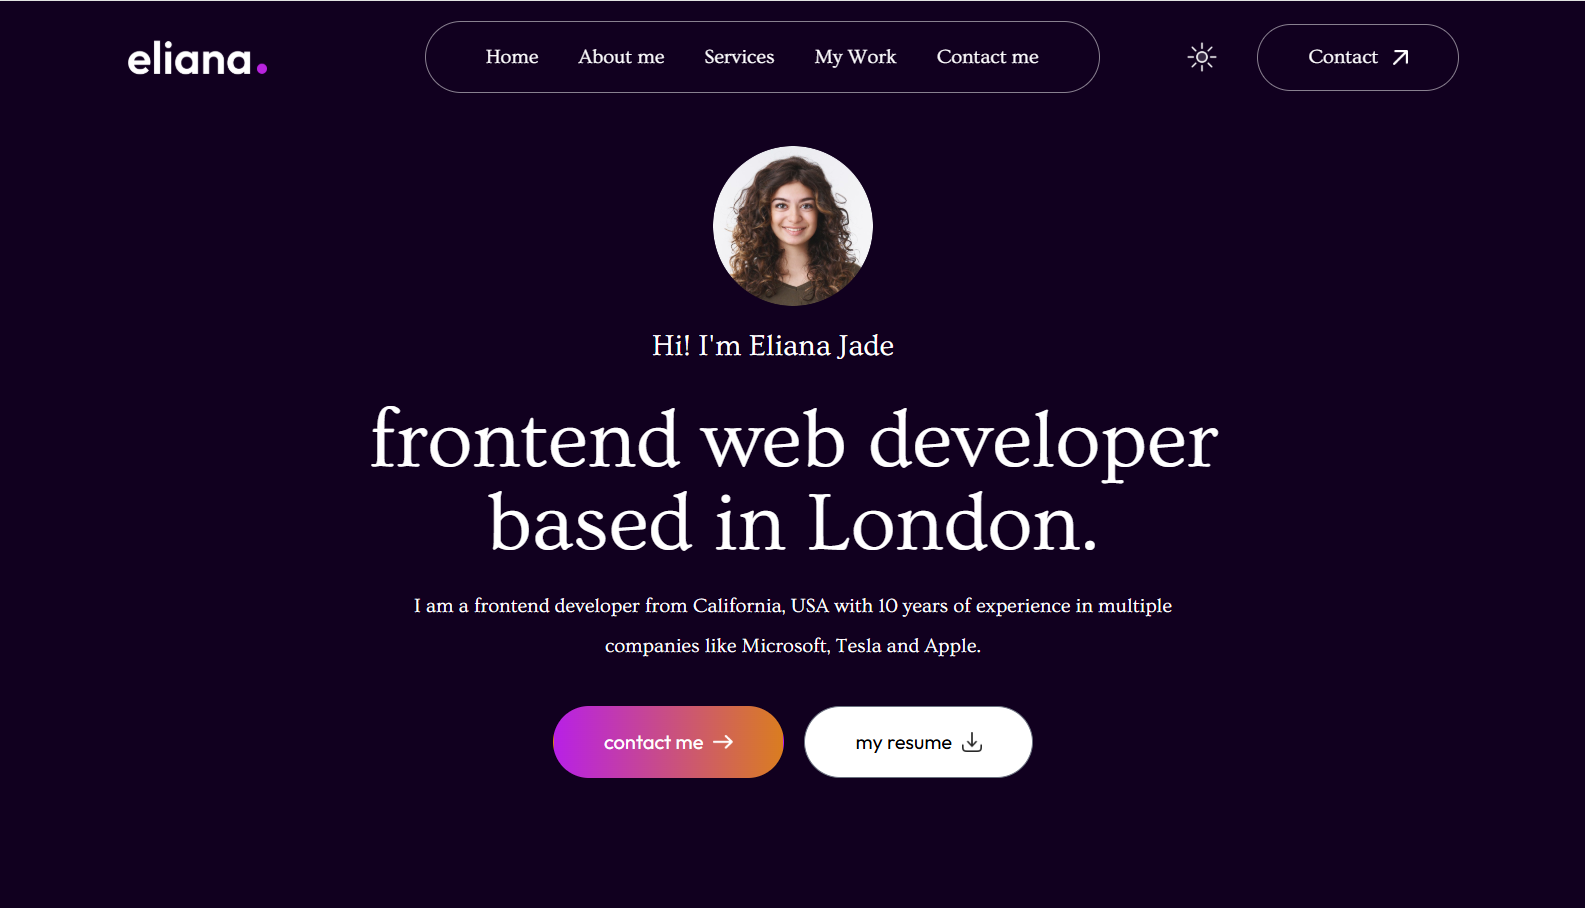 eliana.
Home About me Services My Work Contact me
Contact
Hi! I'm Eliana Jade
frontend web developer
based in London.
I am a frontend developer from California, USA with 10 years of experience in multiple
companies like Microsoft, Tesla and Apple.
contact me
my resume